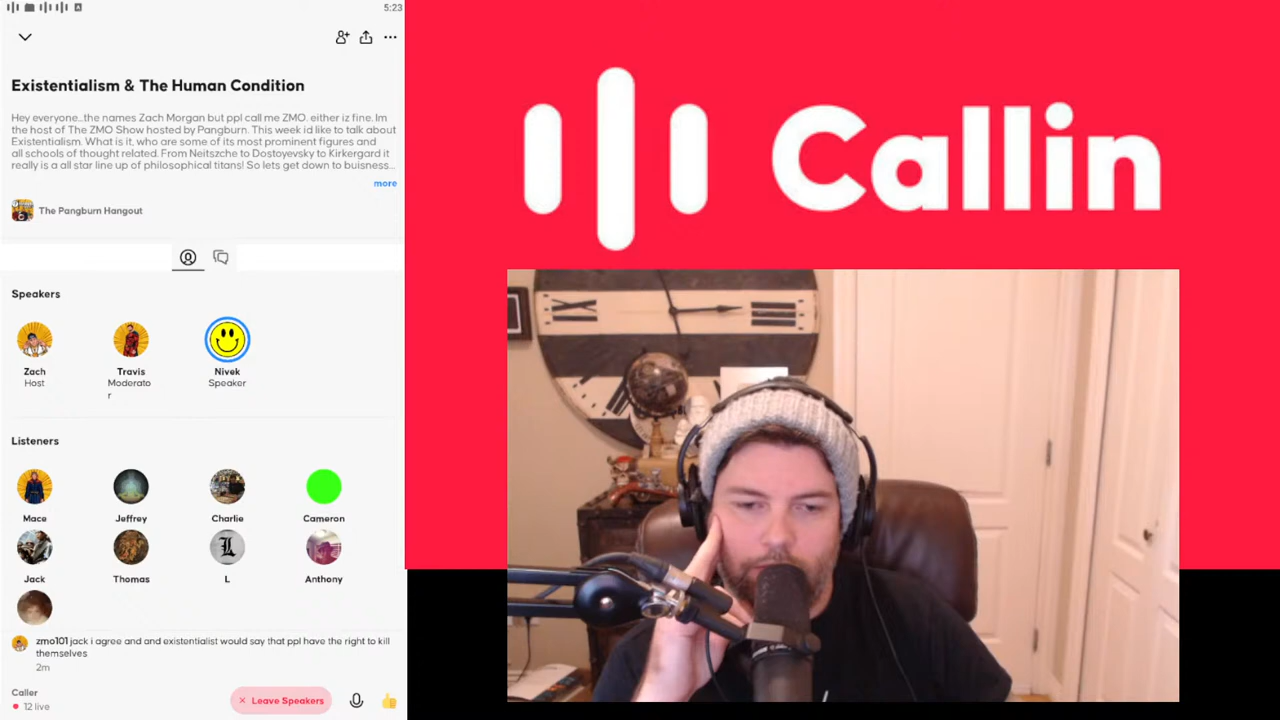 5:23
Existentialism & The Human Condition
Hey everyone...the names Zach Morgan but ppl call me ZMO. either iz fine. Im
the host of The ZMO Show hosted by Pangburn. This week id like to talk about
Existentialism. What is it, who are some of its most prominent figures and
all schools of thought related. From Neitszche to Dostoyevsky to Kirkergard it
really is a all star line up of philosophical titans! So lets get down to buisness...
more
The Pangburn Hangout
Speakers
Zach
Host
Travis
Moderato
r
Nivek
Speaker
Listeners
Mace
Jeffrey
Charlie
Cameron
Jack
Thomas
L
Anthony
zmo101 jack i agree and and existentialist would say that ppl have the right to kill
themselves
2m
Caller
12 live
× Leave Speakers
Callin